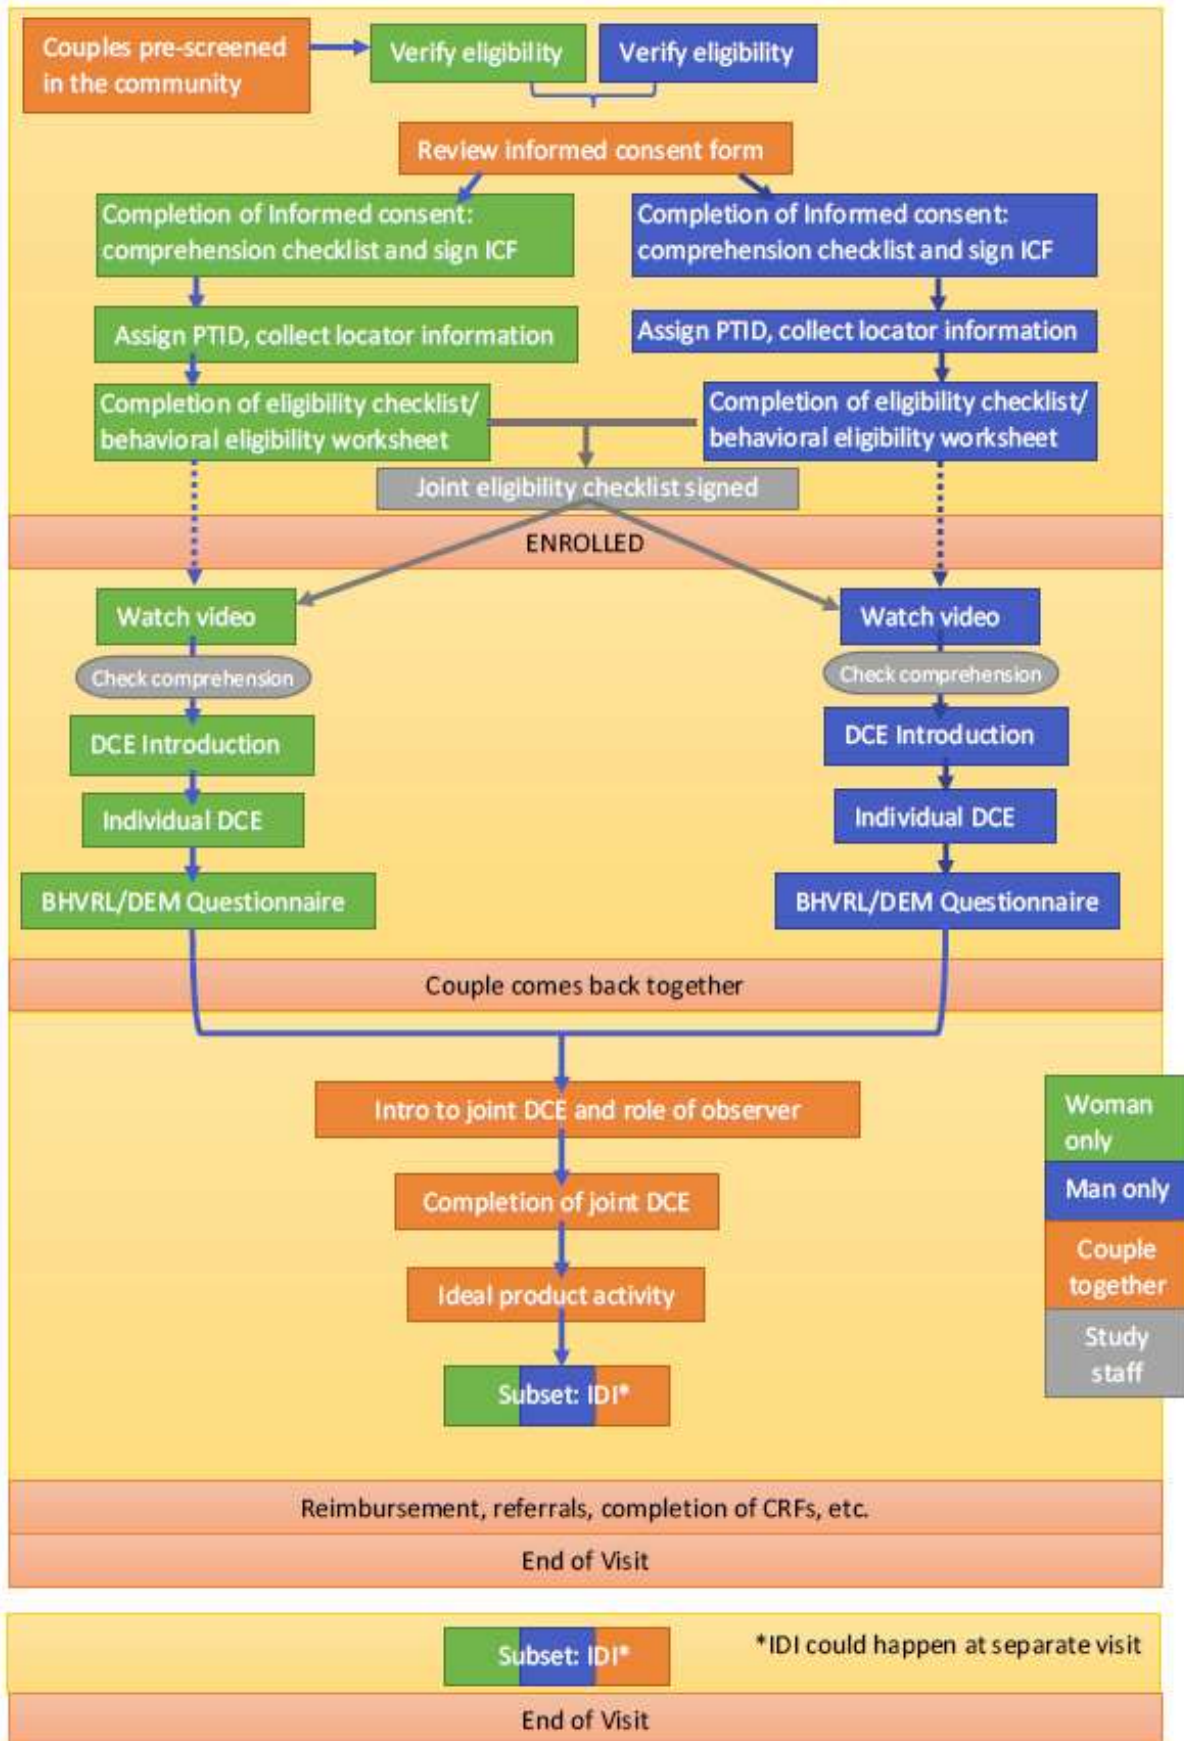 Couples pre-screened
in the community
Verify eligibility
Verify eligibility
Review informed consent form
Completion of Informed consent:
comprehension checklist and sign ICF
Completion of Informed consent:
comprehension checklist and sign ICF
Assign PTID, collect locator information
Assign PTID, collect locator information
Completion of eligibility checklist/
behavioral eligibility worksheet
Completion of eligibility checklist/
behavioral eligibility worksheet
Joint eligibility checklist signed
ENROLLED
Watch video
Watch video
Check comprehension
Check comprehension
DCE Introduction
DCE Introduction
Individual DCE
Individual DCE
BHVRL/DEM Questionnaire
BHVRL/DEM Questionnaire
Couple comes back together
Intro to joint DCE and role of observer
Completion of joint DCE
Ideal product activity
Subset: IDI*
Woman
only
Man only
Couple
together
Study
staff
Reimbursement, referrals, completion of CRFs, etc.
End of Visit
Subset: IDI*
*IDI could happen at separate visit
End of Visit